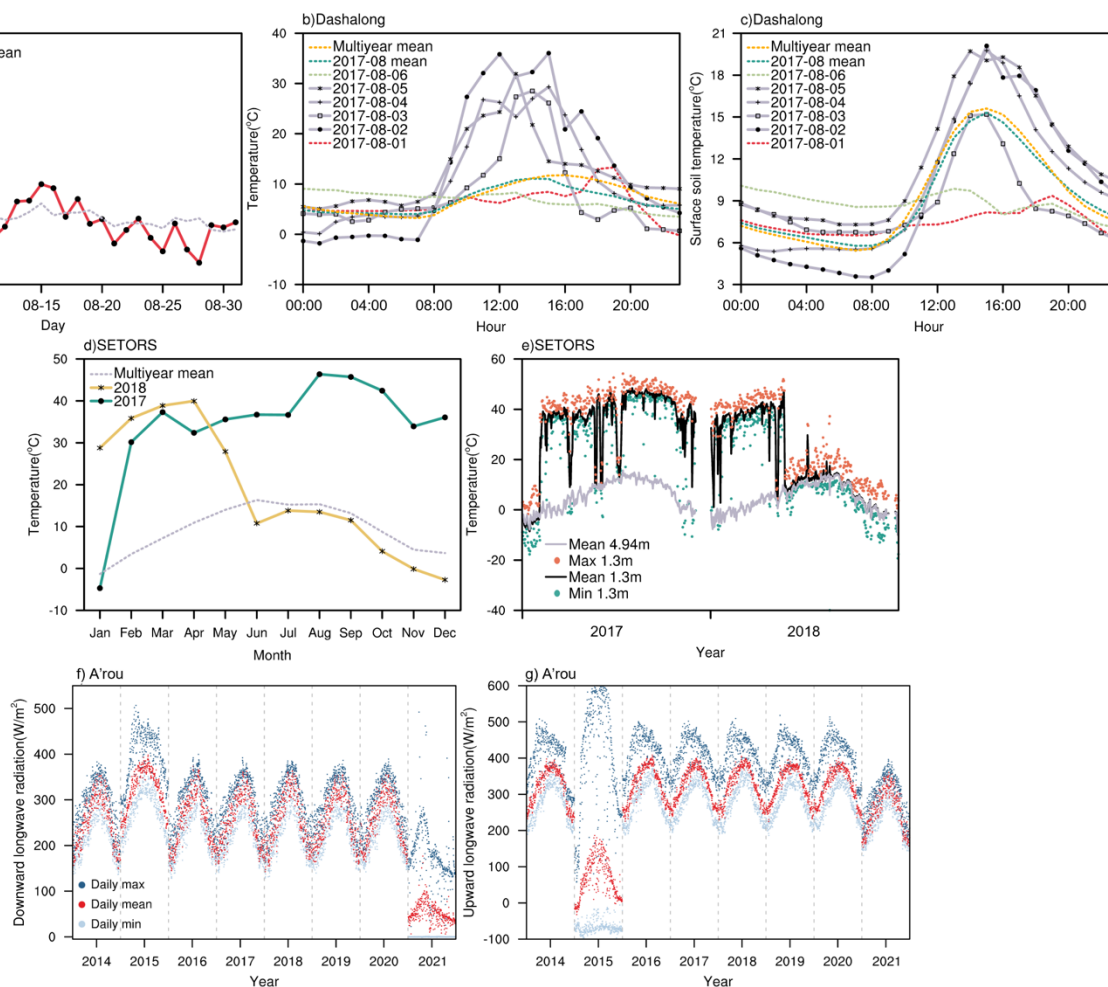 ean
08-15
08-20
08-25
08-30
Day
b)Dashalong
Temperature(°C)
40
30
20
10
0
-10
Multiyear mean
2017-08 mean
2017-08-06
2017-08-05
2017-08-04
2017-08-03
2017-08-02
2017-08-01
00:00
04:00
08:00
12:00
16:00
20:00
Hour
c)Dashalong
Surface soil temperature(°C)
21
18
15
12
9
6
3
Multiyear mean
2017-08 mean
2017-08-06
2017-08-05
2017-08-04
2017-08-03
2017-08-02
2017-08-01
00:00
04:00
08:00
12:00
16:00
20:00
Hour
d)SETORS
Temperature(°C)
50
40
30
20
10
0
-10
Multiyear mean
2018
2017
Jan Feb Mar Apr May Jun Jul Aug Sep Oct Nov Dec
Month
e)SETORS
Temperature(°C)
60
40
20
0
-20
-40
Mean 4.94m
Max 1.3m
Mean 1.3m
Min 1.3m
2017
2018
Year
f) A'rou
Downward longwave radiation(W/m²)
500
400
300
200
100
0
Daily max
Daily mean
Daily min
2014 2015 2016 2017 2018 2019 2020 2021
Year
g) A'rou
Upward longwave radiation(W/m²)
600
500
400
300
200
100
0
-100
2014 2015 2016 2017 2018 2019 2020 2021
Year